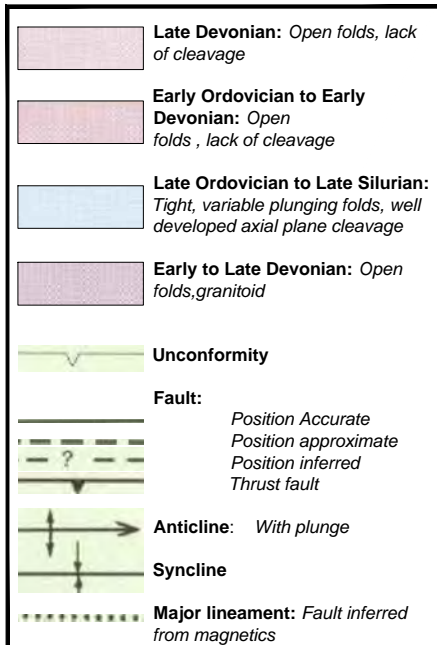 Late Devonian: Open folds, lack
of cleavage
Early Ordovician to Early
Devonian: Open
folds , lack of cleavage
Late Ordovician to Late Silurian:
Tight, variable plunging folds, well
developed axial plane cleavage
Early to Late Devonian: Open
folds,granitoid
Unconformity
Fault:
Position Accurate
Position approximate
?
Position inferred
Thrust fault
Anticline: With plunge
Syncline
Major lineament: Fault inferred
from magnetics